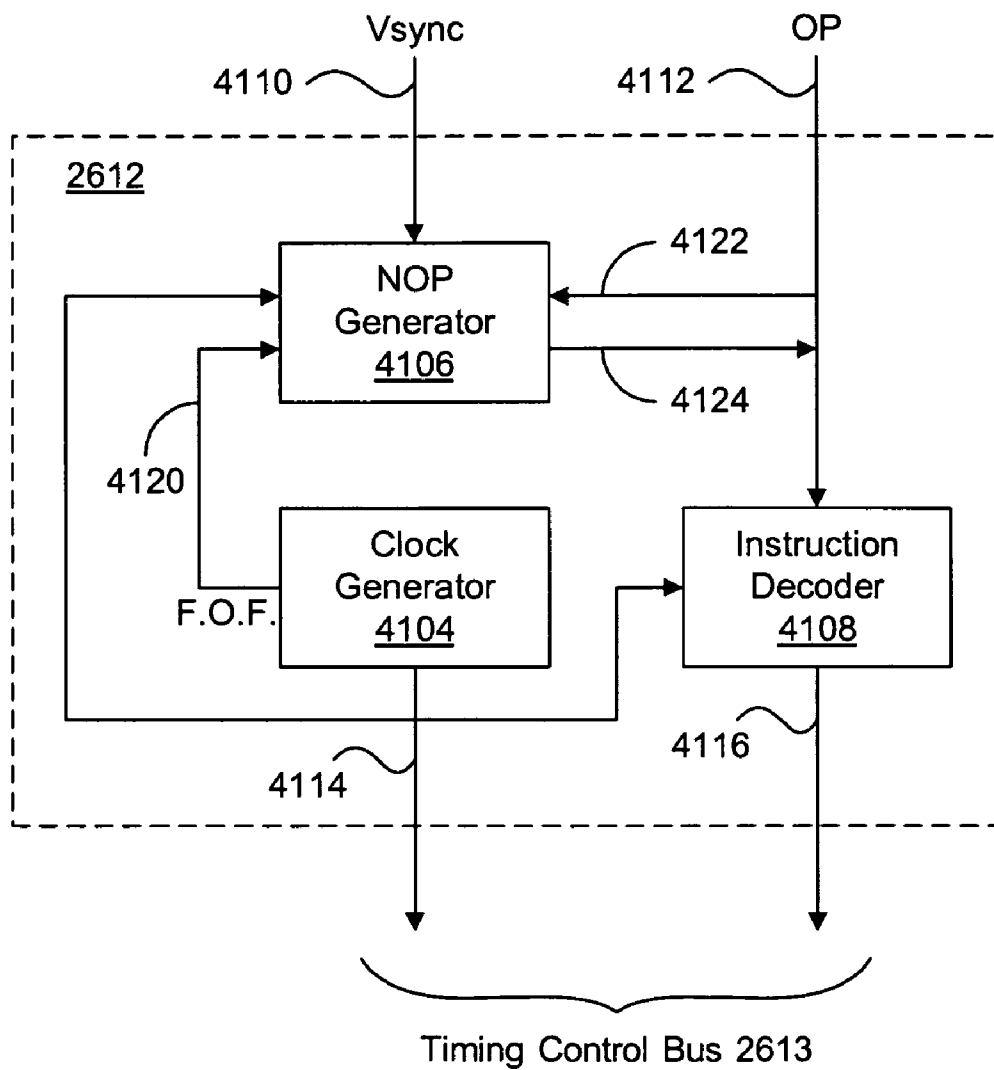 Vsync
OP
4110
4112
2612
NOP
Generator
4106
4122
4124
4120
F.O.F.
Clock
Generator
4104
Instruction
Decoder
4108
4114
4116
Timing Control Bus 2613